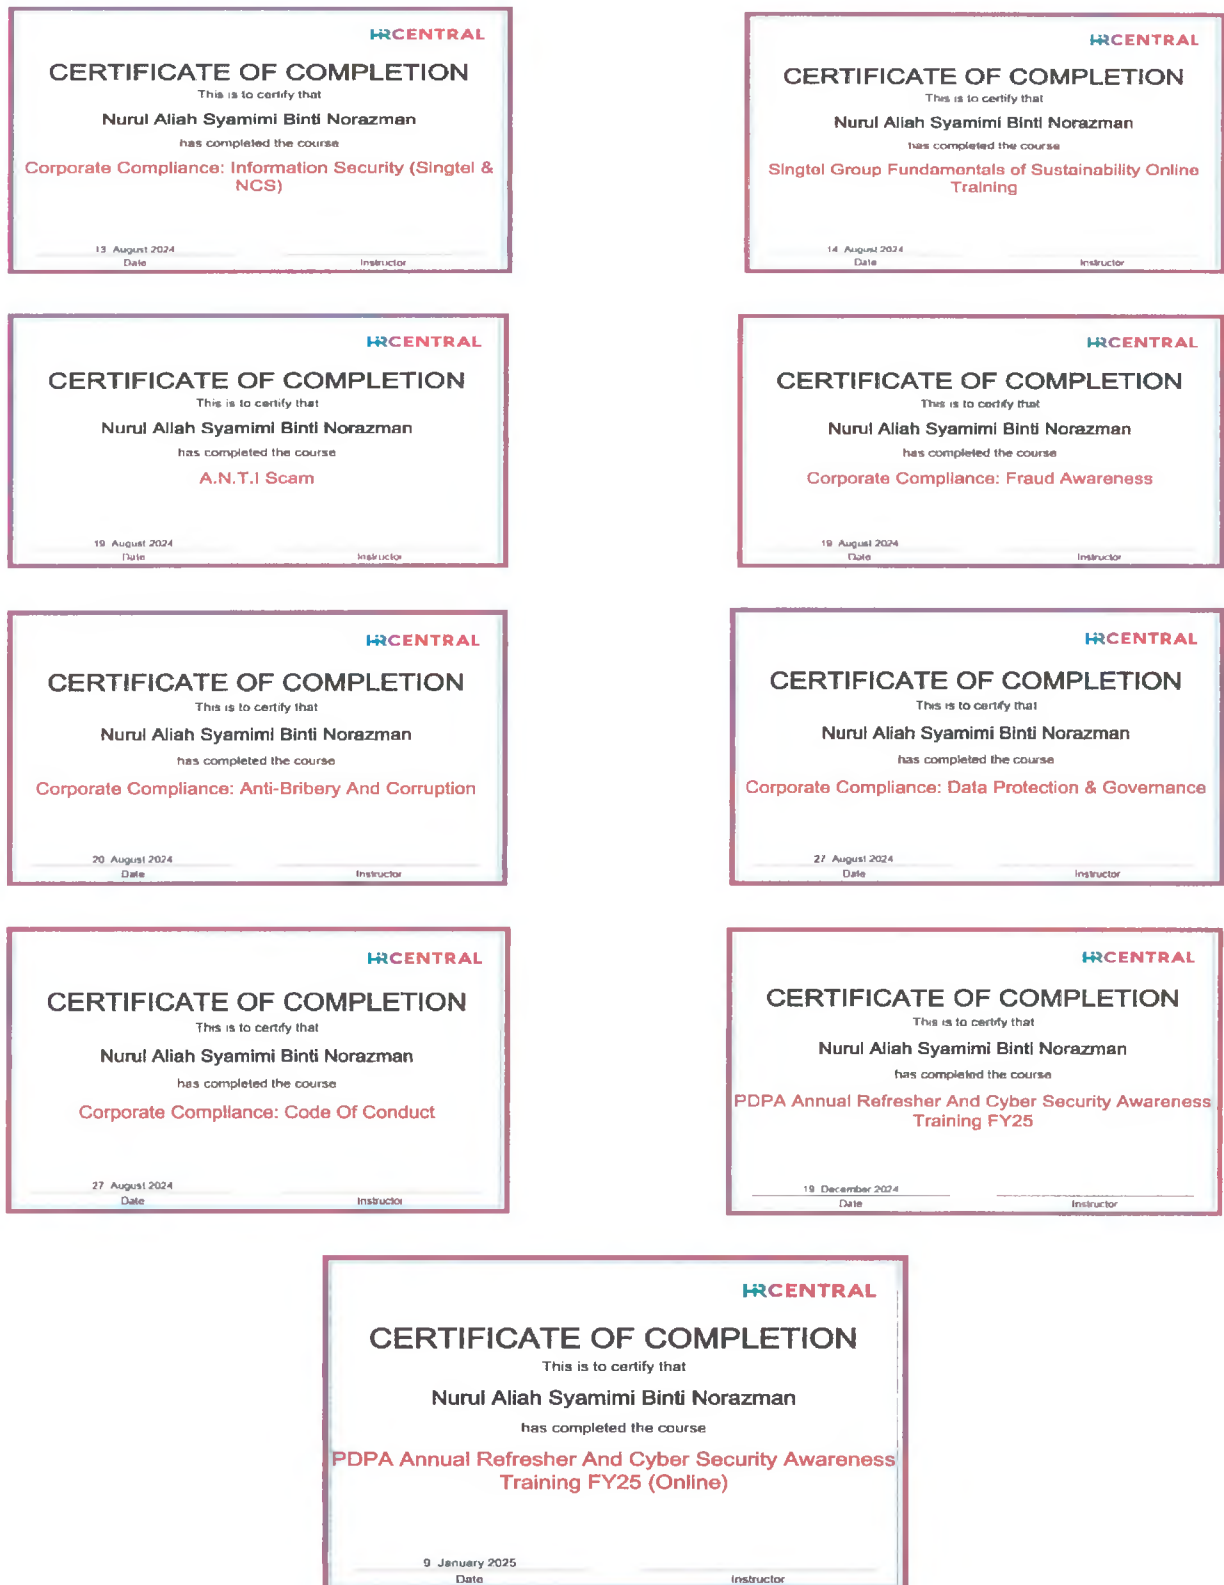 HRCENTRAL
CERTIFICATE OF COMPLETION
This is to certify that
Nurul Aliah Syamimi Binti Norazman
has completed the course
Corporate Compliance: Information Security (Singtel &
NCS)
13 August 2024
Date
Instructor
HRCENTRAL
CERTIFICATE OF COMPLETION
This is to certify that
Nurul Aliah Syamimi Binti Norazman
has completed the course
Singtel Group Fundamentals of Sustainability Online
Training
14 August 2024
Date
Instructor
HRCENTRAL
CERTIFICATE OF COMPLETION
This is to certify that
Nurul Aliah Syamimi Binti Norazman
has completed the course
A.N.T.I Scam
19 August 2024
Date
Instructor
HRCENTRAL
CERTIFICATE OF COMPLETION
This is to certify that
Nurul Aliah Syamimi Binti Norazman
has completed the course
Corporate Compliance: Fraud Awareness
19 August 2024
Date
Instructor
HRCENTRAL
CERTIFICATE OF COMPLETION
This is to certify that
Nurul Aliah Syamimi Binti Norazman
has completed the course
Corporate Compliance: Anti-Bribery And Corruption
20 August 2024
Date
Instructor
HRCENTRAL
CERTIFICATE OF COMPLETION
This is to certify that
Nurul Aliah Syamimi Binti Norazman
has completed the course
Corporate Compliance: Data Protection & Governance
27 August 2024
Date
Instructor
HRCENTRAL
CERTIFICATE OF COMPLETION
This is to certify that
Nurul Aliah Syamimi Binti Norazman
has completed the course
Corporate Compliance: Code Of Conduct
27 August 2024
Date
Instructor
HRCENTRAL
CERTIFICATE OF COMPLETION
This is to certify that
Nurul Aliah Syamimi Binti Norazman
has completed the course
PDPA Annual Refresher And Cyber Security Awareness
Training FY25
19 December 2024
Date
Instructor
HRCENTRAL
CERTIFICATE OF COMPLETION
This is to certify that
Nurul Aliah Syamimi Binti Norazman
has completed the course
PDPA Annual Refresher And Cyber Security Awareness
Training FY25 (Online)
9 January 2025
Date
Instructor